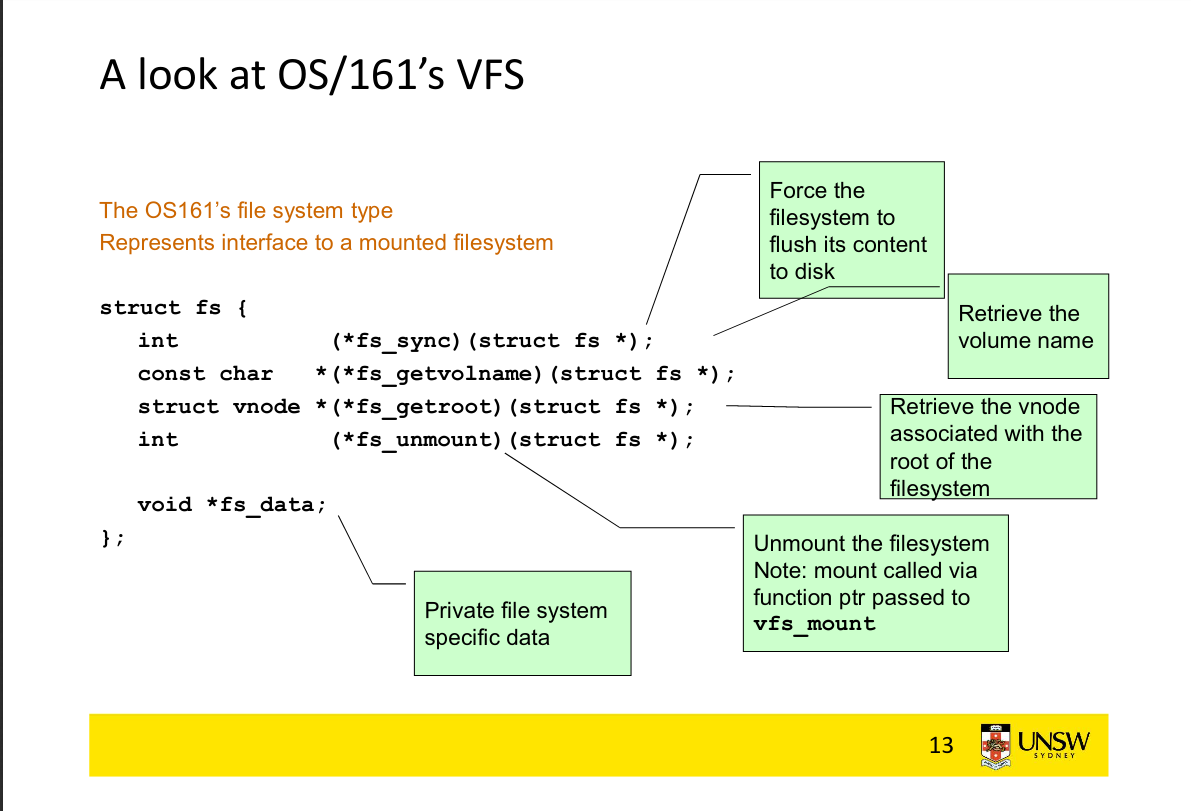 A look at OS/161’s VFS
The OS161’s file system type
Represents interface to a mounted filesystem
struct fs {
int (*fs_sync)(struct fs *);
const char *(*fs_getvolname)(struct fs *);
struct vnode *(*fs_getroot)(struct fs *);
int (*fs_unmount)(struct fs *);
void *fs_data;
};
Force the
filesystem to
flush its content
to disk
Retrieve the
volume name
Retrieve the vnode
associated with the
root of the
filesystem
Unmount the filesystem
Note: mount called via
function ptr passed to
vfs_mount
Private file system
specific data
13
UNSW
SYDNEY